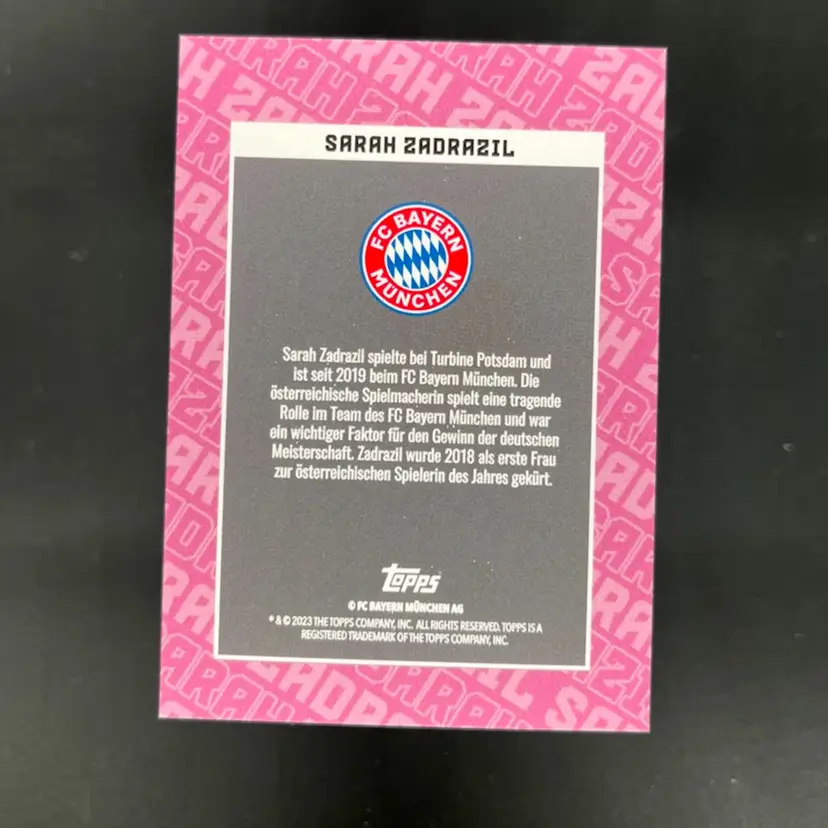 SARAH ZADRAZIL
FC BAYERN
MÜNCHEN
Sarah Zadrazil spielte bei Turbine Potsdam und
ist seit 2019 beim FC Bayern München. Die
österreichische Spielmacherin spielt eine tragende
Rolle im Team des FC Bayern München und war
ein wichtiger Faktor für den Gewinn der deutschen
Meisterschaft. Zadrazil wurde 2018 als erste Frau
zur österreichischen Spielerin des Jahres gekürt.
Topps
© FC BAYERN MÜNCHEN AG
* & © 2023 THE TOPPS COMPANY, INC. ALL RIGHTS RESERVED. TOPPS IS A
REGISTERED TRADEMARK OF THE TOPPS COMPANY, INC.